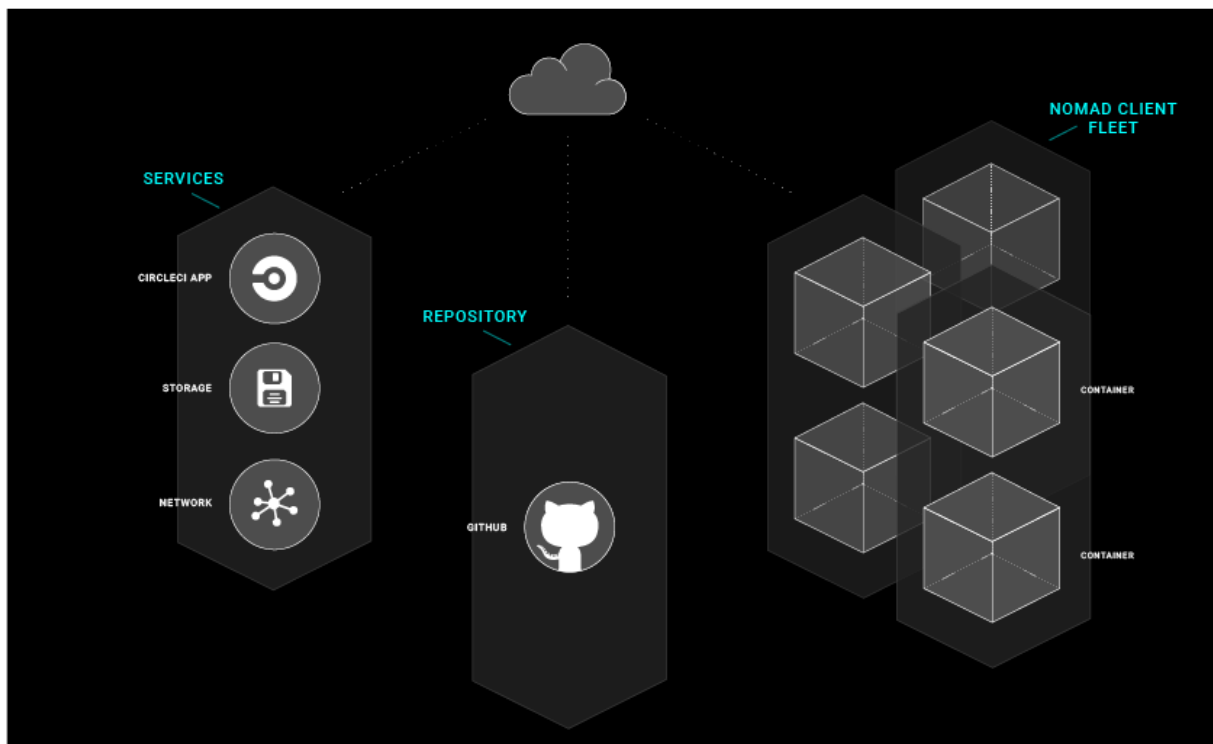 NOMAD CLIENT
FLEET
SERVICES
CIRCLECI APP
REPOSITORY
STORAGE
CONTAINER
NETWORK
GITHUB
CONTAINER